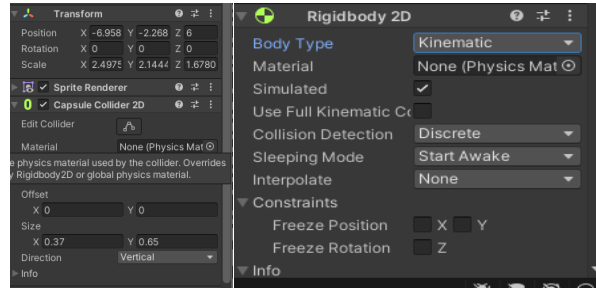 Transform
Position X -6.958 Y -2.268 Z 6
Rotation X 0 Y 0 Z 0
Scale X 2.4975 Y 2.1444 Z 1.6780
Sprite Renderer
Capsule Collider 2D
Edit Collider
Material None (Physics Mat
e physics material used by the collider. Overrides
y Rigidbody2D or global physics material.
Offset
X 0 Y 0
Size
X 0.37 Y 0.65
Direction Vertical
Info
Rigidbody 2D
Body Type Kinematic
Material None (Physics Mat
Simulated
Use Full Kinematic Co
Collision Detection Discrete
Sleeping Mode Start Awake
Interpolate None
Constraints
Freeze Position X Y
Freeze Rotation Z
Info